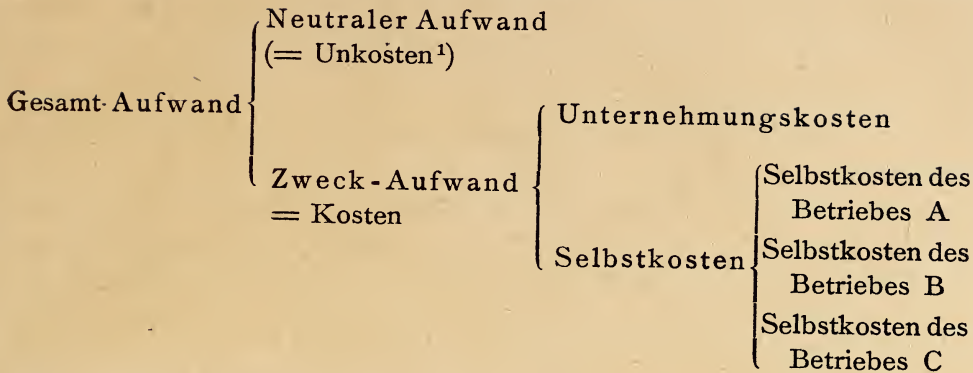 Neutraler Aufwand
(= Unkosten¹)
Gesamt-Aufwand
Zweck-Aufwand
= Kosten
Unternehmungskosten
Selbstkosten
Selbstkosten des
Betriebes A
Selbstkosten des
Betriebes B
Selbstkosten des
Betriebes C